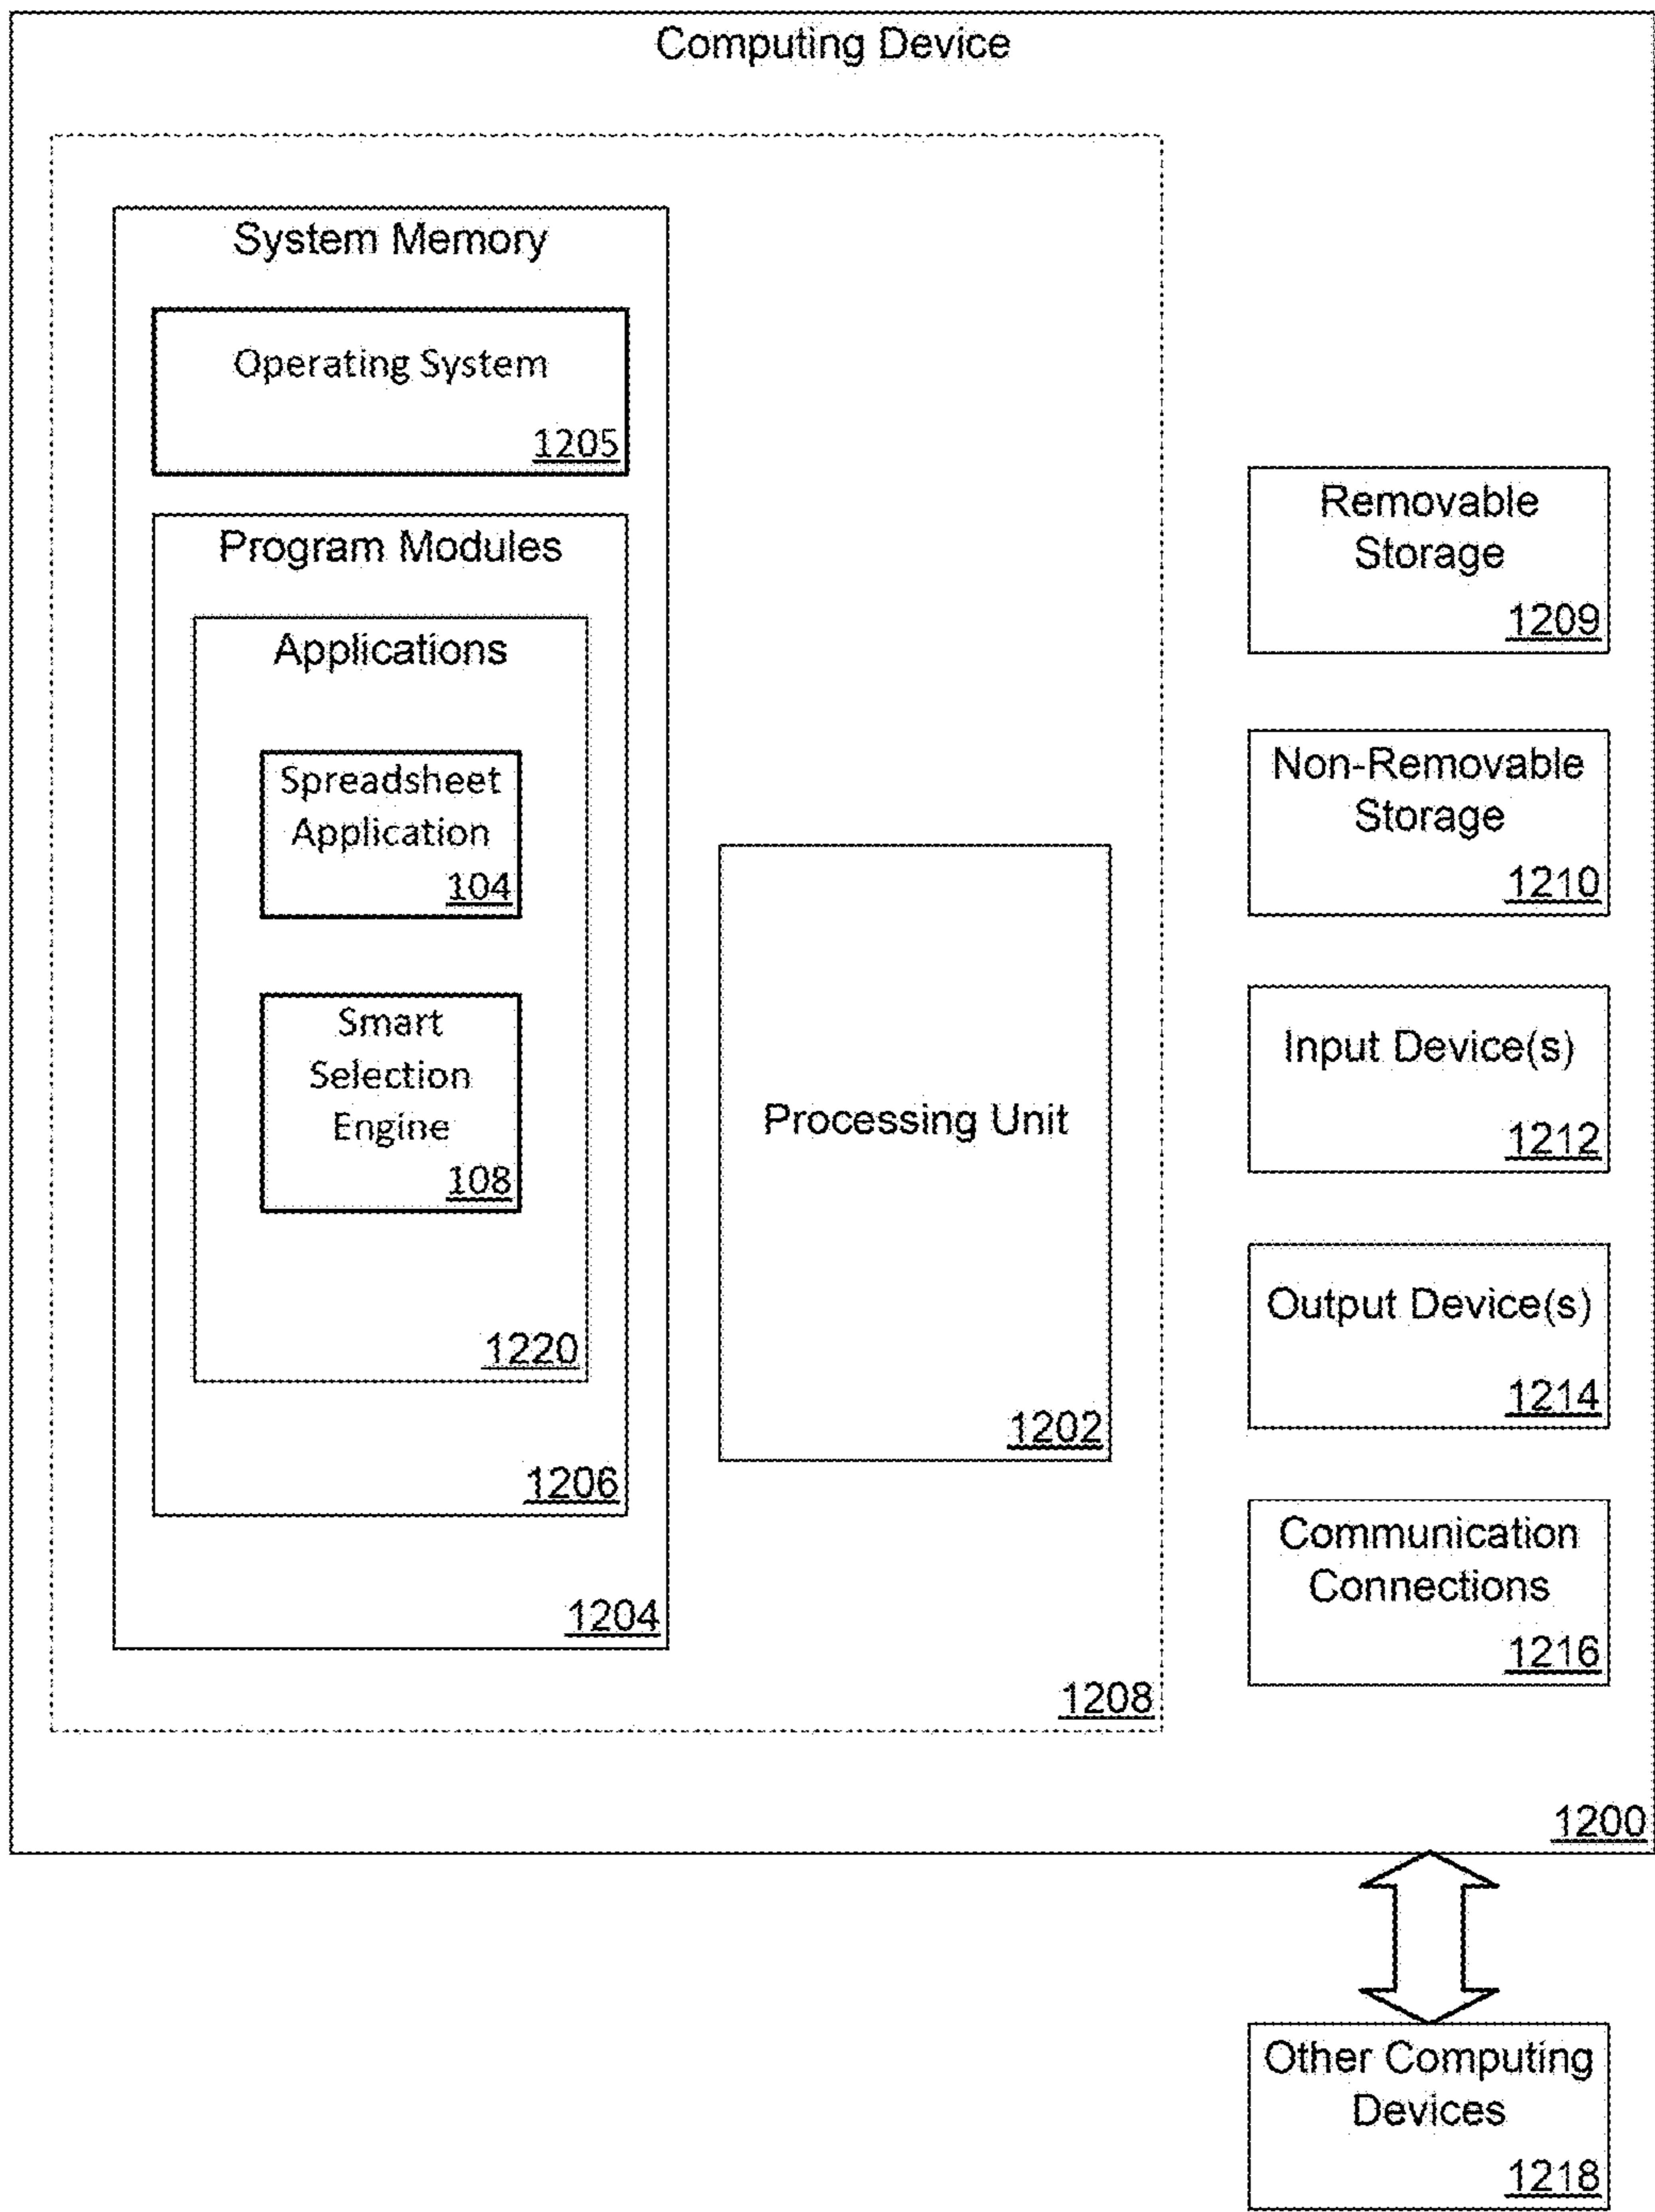 Computing Device
System Memory
Operating System
1205
Program Modules
Applications
Spreadsheet
Application
104
Smart
Selection
Engine
108
1220
1206
1204
Processing Unit
1202
1208
Removable
Storage
1209
Non-Removable
Storage
1210
Input Device(s)
1212
Output Device(s)
1214
Communication
Connections
1216
1200
Other Computing
Devices
1218